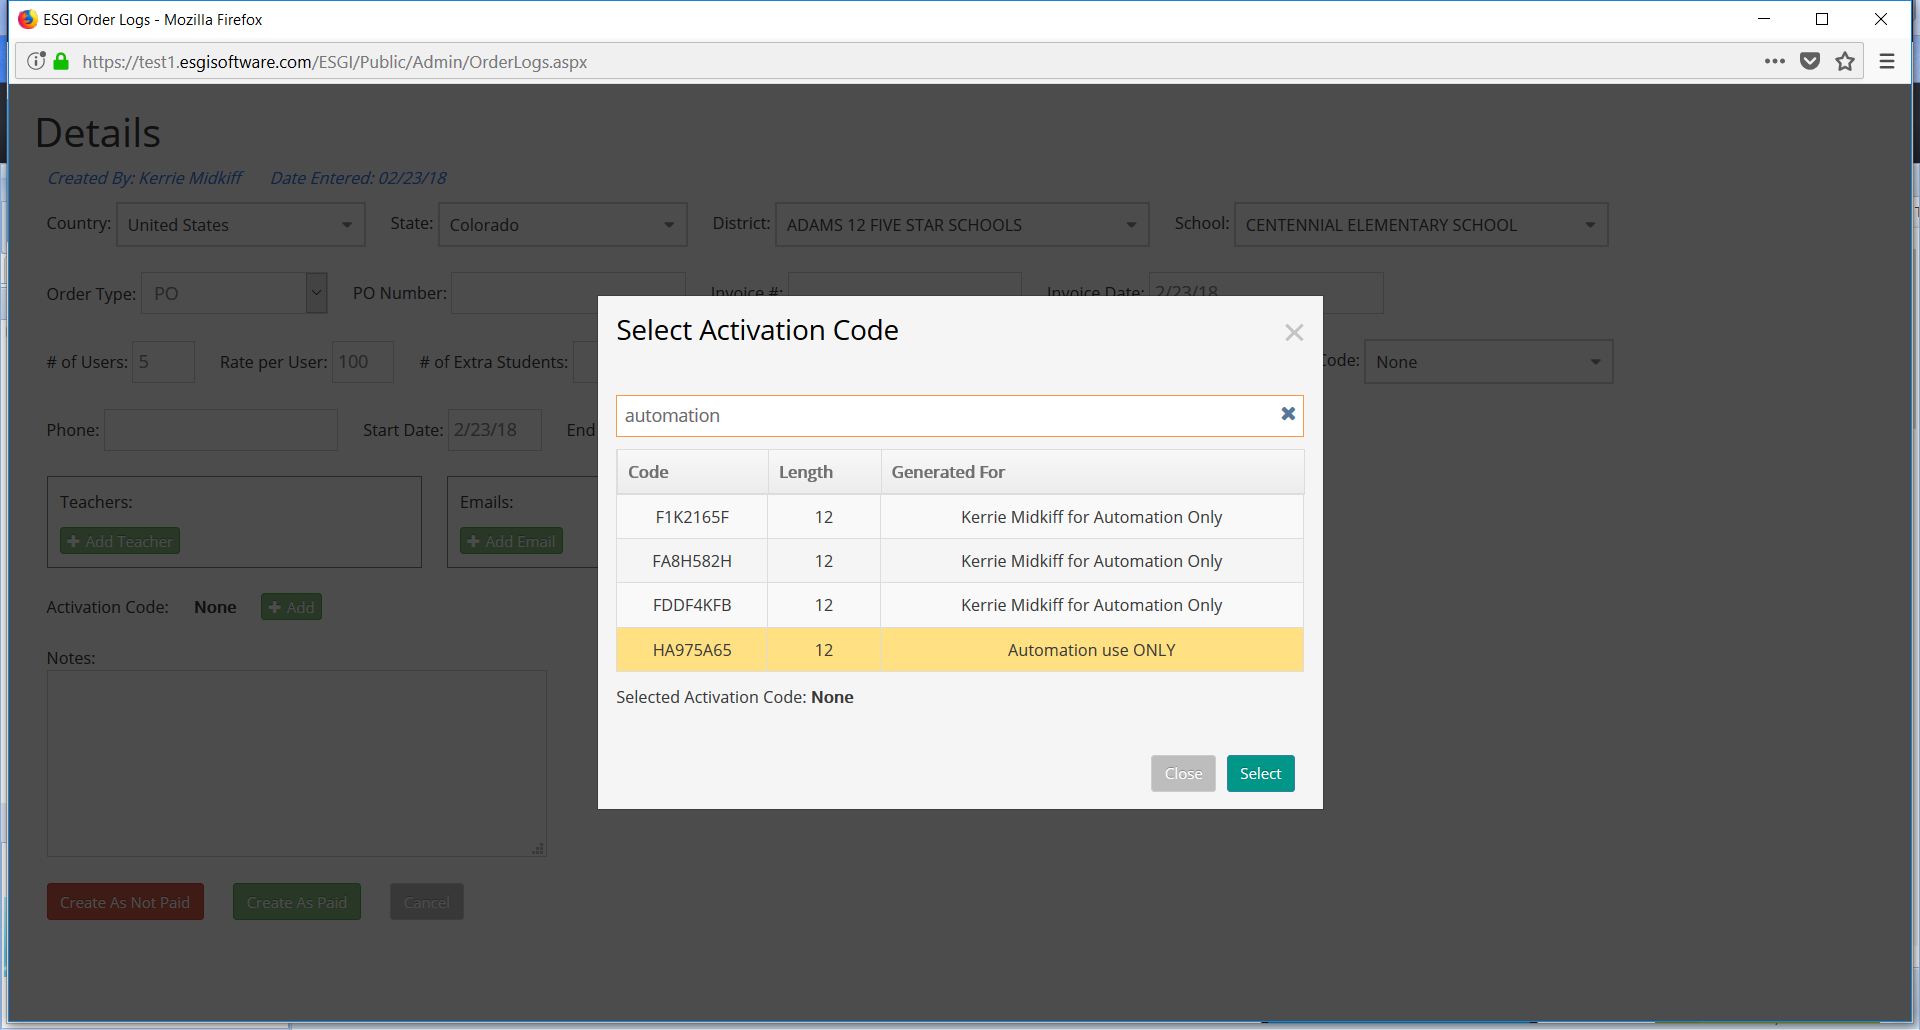 ESGI Order Logs - Mozilla Firefox
https://test1.esgisoftware.com/ESGI/Public/Admin/OrderLogs.aspx
Details
Created By: Kerrie Midkiff Date Entered: 02/23/18
Country: United States State: Colorado District: ADAMS 12 FIVE STAR SCHOOLS School: CENTENNIAL ELEMENTARY SCHOOL
Order Type: PO PO Number: Invoice #: Invoice Date: 2/23/18
# of Users: 5 Rate per User: 100 # of Extra Students: Code: None
Phone: Start Date: 2/23/18 End
Teachers:
+ Add Teacher
Emails:
+ Add Email
Activation Code: None + Add
Notes:
Create As Not Paid Create As Paid Cancel
Select Activation Code
automation
Code Length Generated For
F1K2165F 12 Kerrie Midkiff for Automation Only
FA8H582H 12 Kerrie Midkiff for Automation Only
FDDF4KFB 12 Kerrie Midkiff for Automation Only
HA975A65 12 Automation use ONLY
Selected Activation Code: None
Close Select